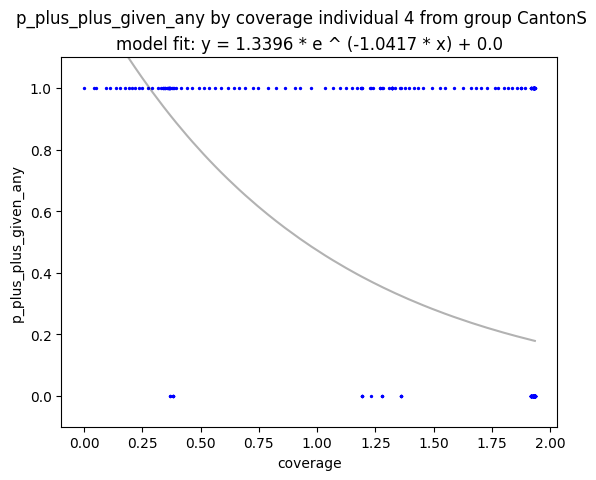 p_plus_plus_given_any by coverage individual 4 from group CantonS
model fit: y = 1.3396 * e ^ (-1.0417 * x) + 0.0
1.0
0.8
0.6
0.4
0.2
0.0
p_plus_plus_given_any
0.00 0.25 0.50 0.75 1.00 1.25 1.50 1.75 2.00
coverage